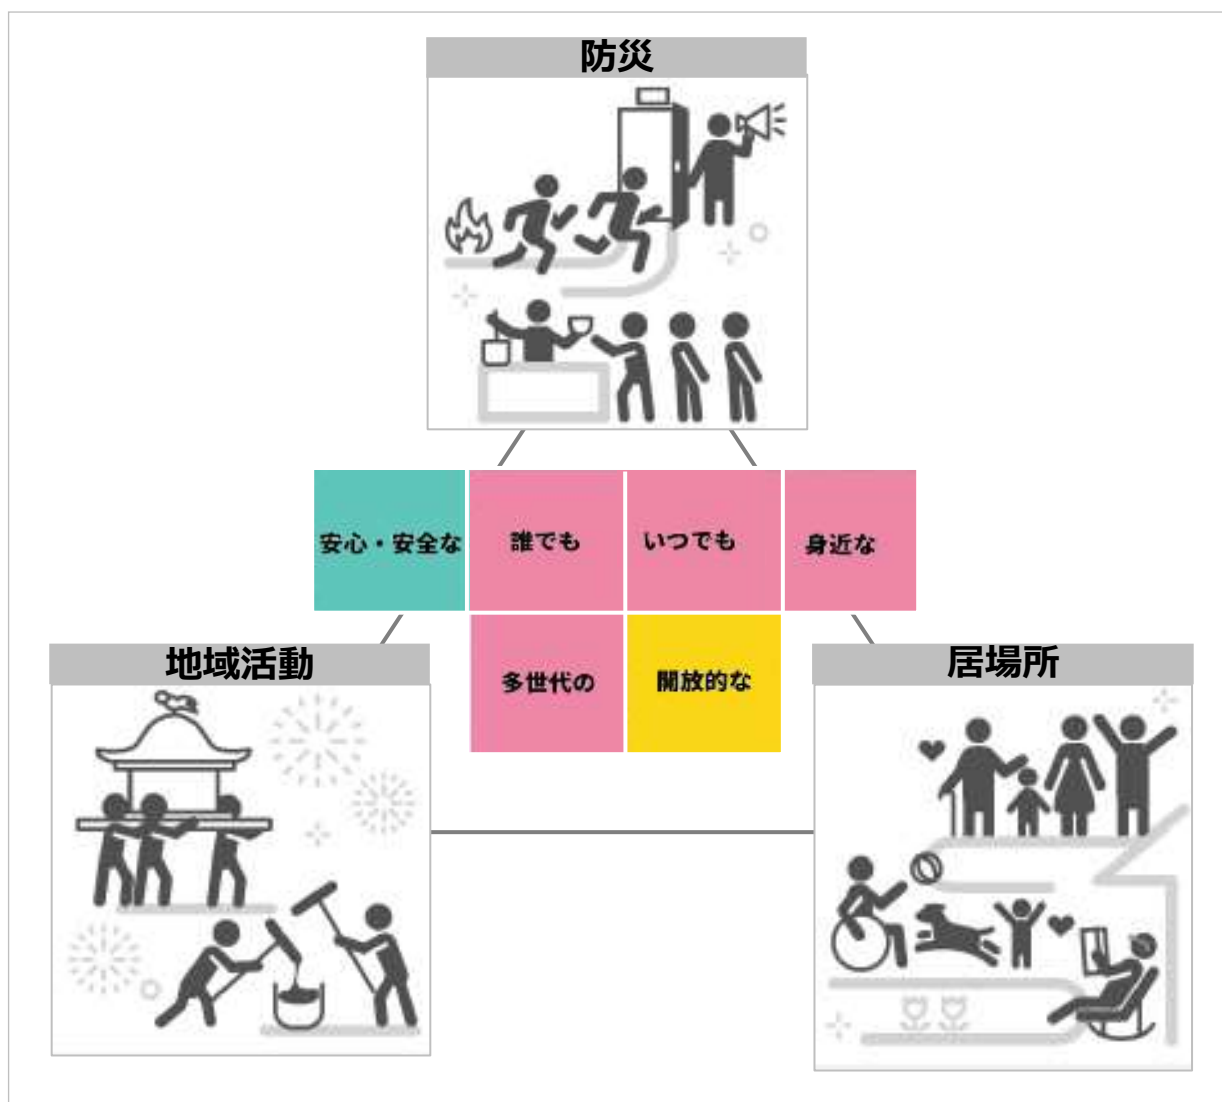 防災
安心・安全な
誰でも
いつでも
身近な
多世代の
開放的な
地域活動
居場所